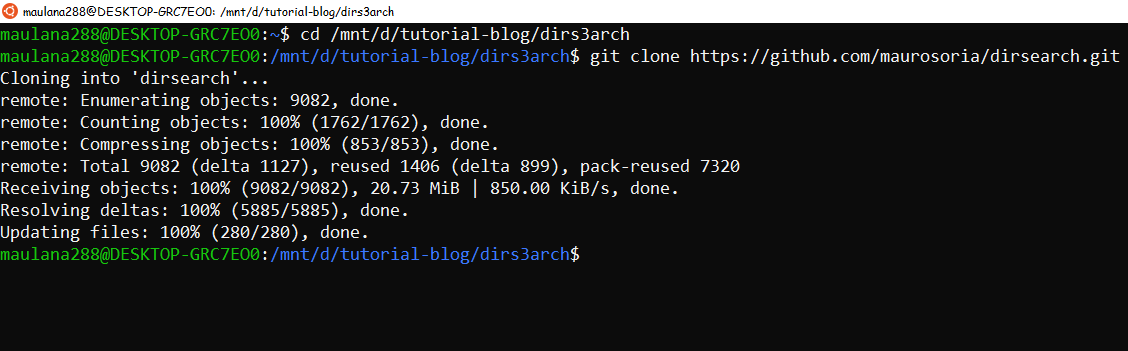 maulana288@DESKTOP-GRC7EO0: /mnt/d/tutorial-blog/dirs3arch
maulana288@DESKTOP-GRC7EO0:~$ cd /mnt/d/tutorial-blog/dirs3arch
maulana288@DESKTOP-GRC7EO0:/mnt/d/tutorial-blog/dirs3arch$ git clone https://github.com/maurosoria/dirsearch.git
Cloning into 'dirsearch'...
remote: Enumerating objects: 9082, done.
remote: Counting objects: 100% (1762/1762), done.
remote: Compressing objects: 100% (853/853), done.
remote: Total 9082 (delta 1127), reused 1406 (delta 899), pack-reused 7320
Receiving objects: 100% (9082/9082), 20.73 MiB | 850.00 KiB/s, done.
Resolving deltas: 100% (5885/5885), done.
Updating files: 100% (280/280), done.
maulana288@DESKTOP-GRC7EO0:/mnt/d/tutorial-blog/dirs3arch$